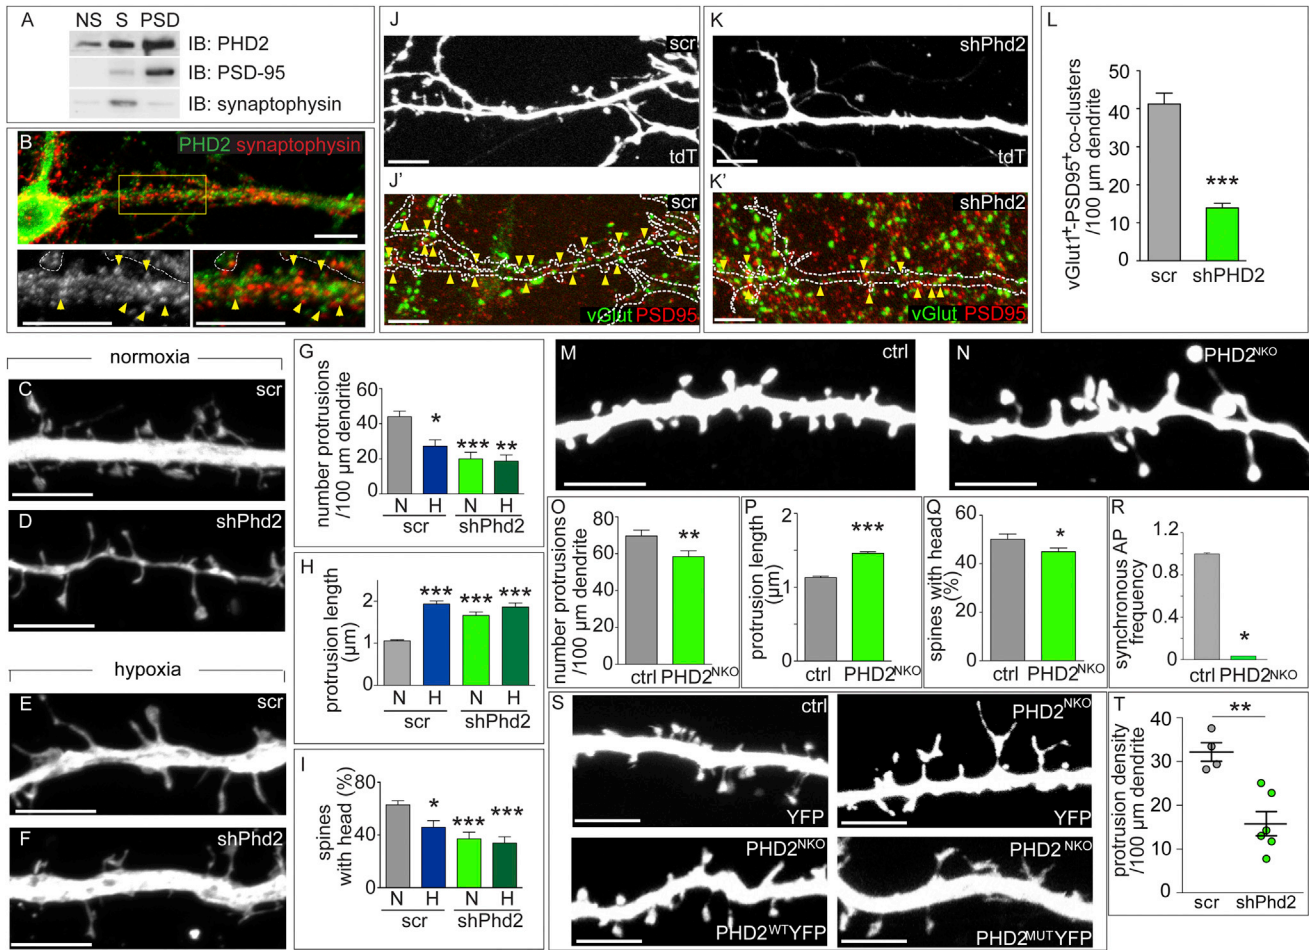 A
NS S PSD
IB: PHD2
IB: PSD-95
IB: synaptophysin
B
PHD2 synaptophysin
normoxia
C
scr
D
shPhd2
hypoxia
E
scr
F
shPhd2
G
number protrusions
/100 µm dendrite
60
40
20
0
*
***
**
N H N H
scr shPhd2
H
protrusion length
(µm)
2
1
0
***
***
***
N H N H
scr shPhd2
I
spines
with head (%)
80
40
0
*
***
***
N H N H
scr shPhd2
J
scr
tdT
J'
scr
vGlut PSD95
K
shPhd2
tdT
K'
shPhd2
vGlut PSD95
L
vGlut1+-PSD95+co-clusters
/100 µm dendrite
50
40
30
20
10
0
***
scr shPHD2
M
ctrl
N
PHD2NKO
O
number protrusions
/100 µm dendrite
80
60
40
20
0
**
ctrl PHD2NKO
P
protrusion length
(µm)
2
1
0
***
ctrl PHD2NKO
Q
spines with head
(%)
60
40
20
0
*
ctrl PHD2NKO
R
synchronous AP
frequency
1.2
0.8
0.4
0
*
ctrl PHD2NKO
S
ctrl
YFP
PHD2NKO
YFP
PHD2NKO
PHD2WTYFP
PHD2NKO
PHD2MUTYFP
T
protrusion density
/100 µm dendrite
40
30
20
10
0
**
scr shPhd2